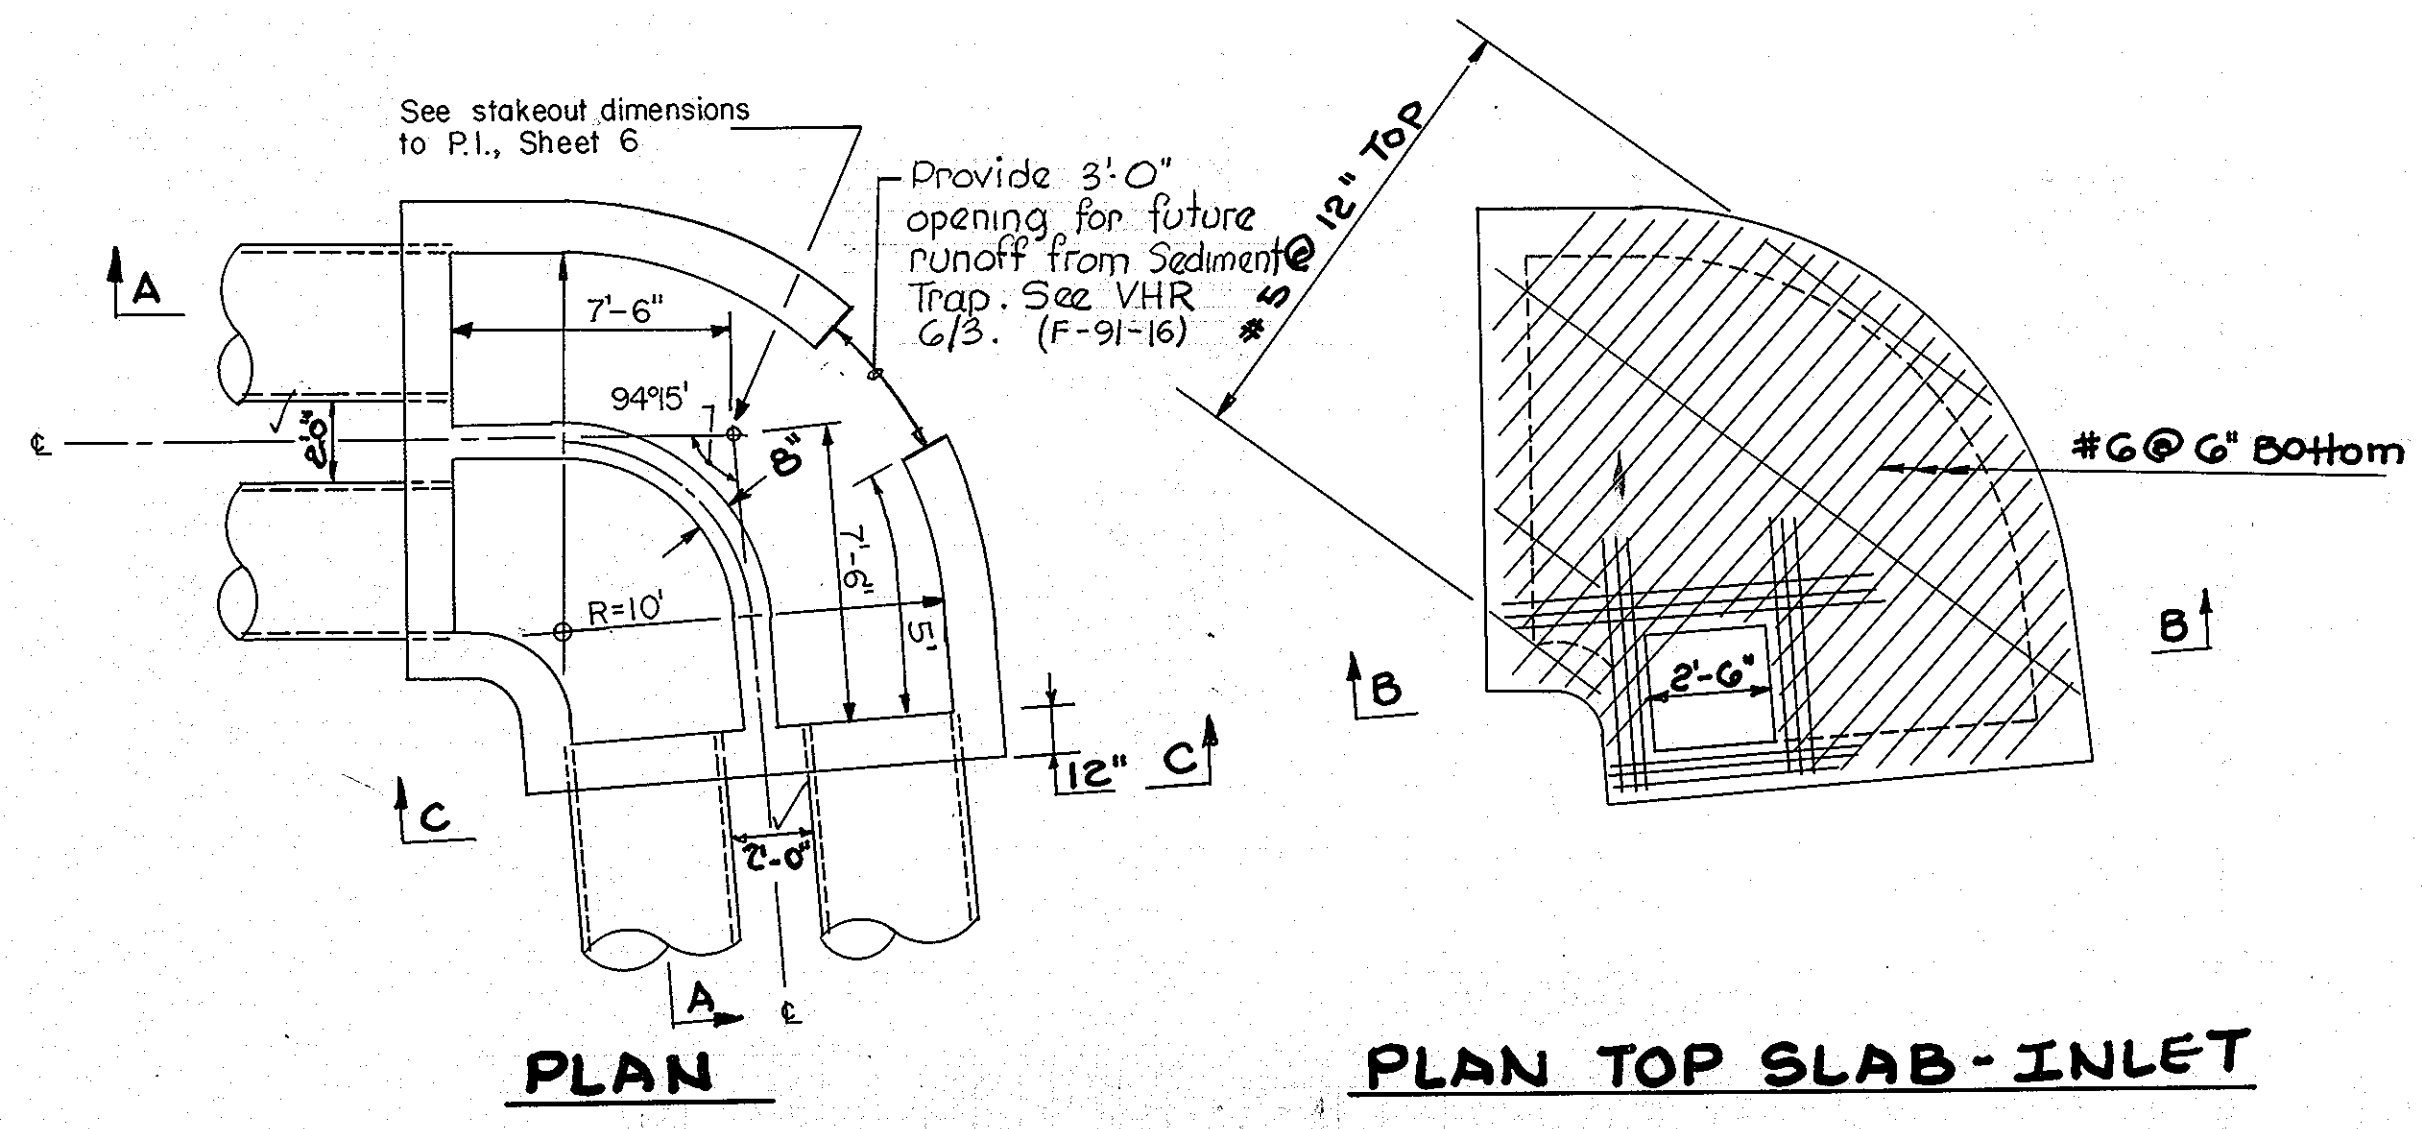 See stakeout dimensions
to P.I., Sheet 6
Provide 3'-0"
opening for future
runoff from Sediment
Trap. See VHR
6/3. (F-91-16)
#5 @ 12" TOP
A
7'-6"
94°15'
8"
℄
2'-0"
#6 @ 6" Bottom
7'-6"
R=10'
5'
B
B
2'-6"
12"
C
C
2'-0"
A
℄
PLAN
PLAN TOP SLAB - INLET